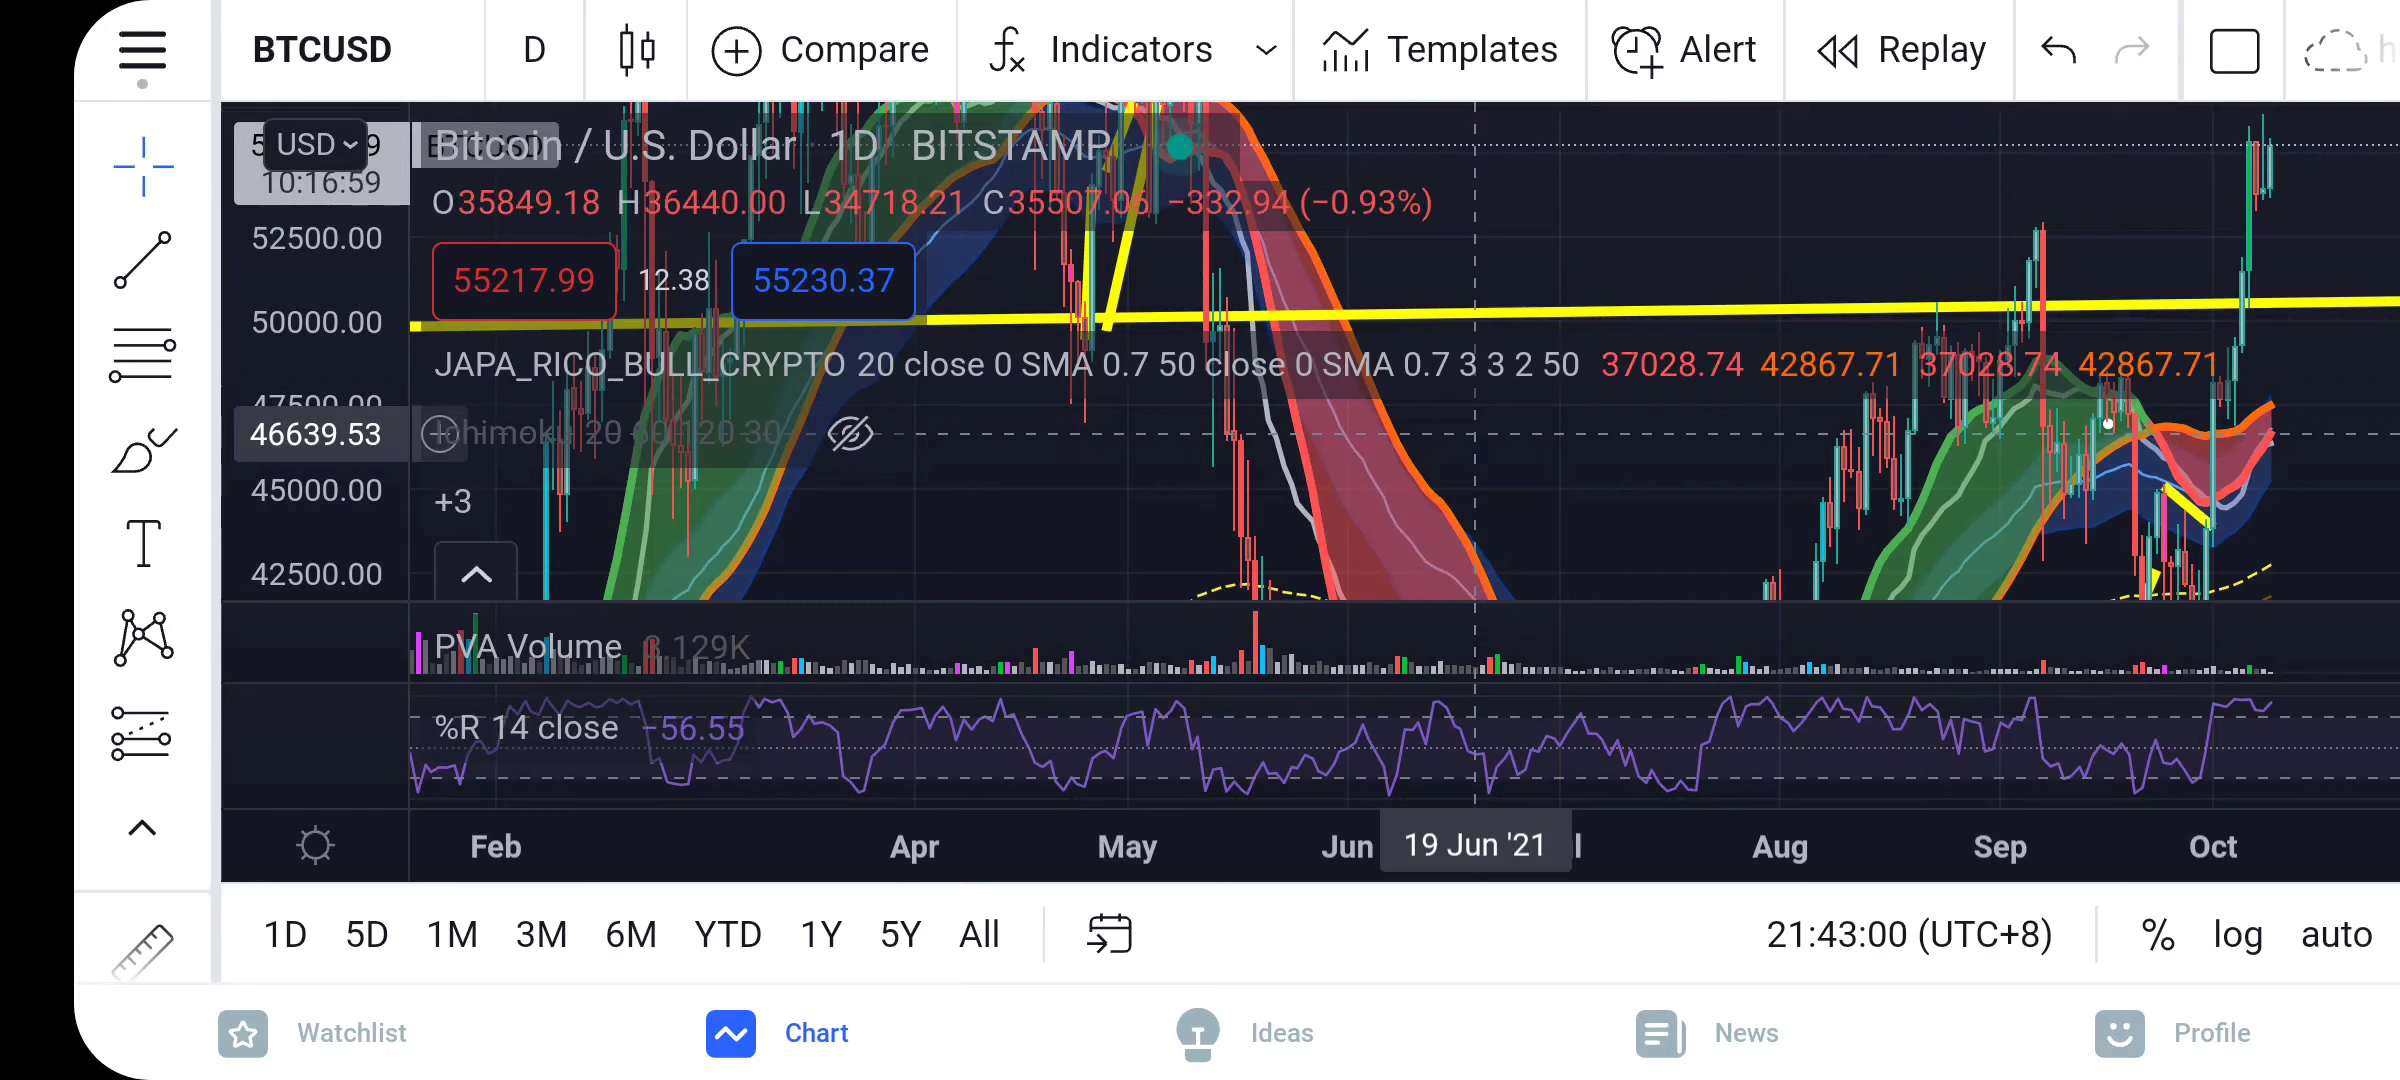 BTCUSD D Compare Indicators Templates Alert Replay
USD
10:16:59
Bitcoin / U.S. Dollar 1D BITSTAMP
O35849.18 H36440.00 L34718.21 C35507.06 −332.94 (−0.93%)
52500.00
55217.99 12.38 55230.37
50000.00
JAPA_RICO_BULL_CRYPTO 20 close 0 SMA 0.7 50 close 0 SMA 0.7 3 3 2 50 37028.74 42867.71 37028.74 42867.71
47500.00
46639.53 Ichimoku 20 60 120 30
45000.00
+3
42500.00
PVA Volume 129K
%R 14 close −56.55
Feb Apr May Jun 19 Jun '21 Aug Sep Oct
1D 5D 1M 3M 6M YTD 1Y 5Y All 21:43:00 (UTC+8) % log auto
Watchlist Chart Ideas News Profile